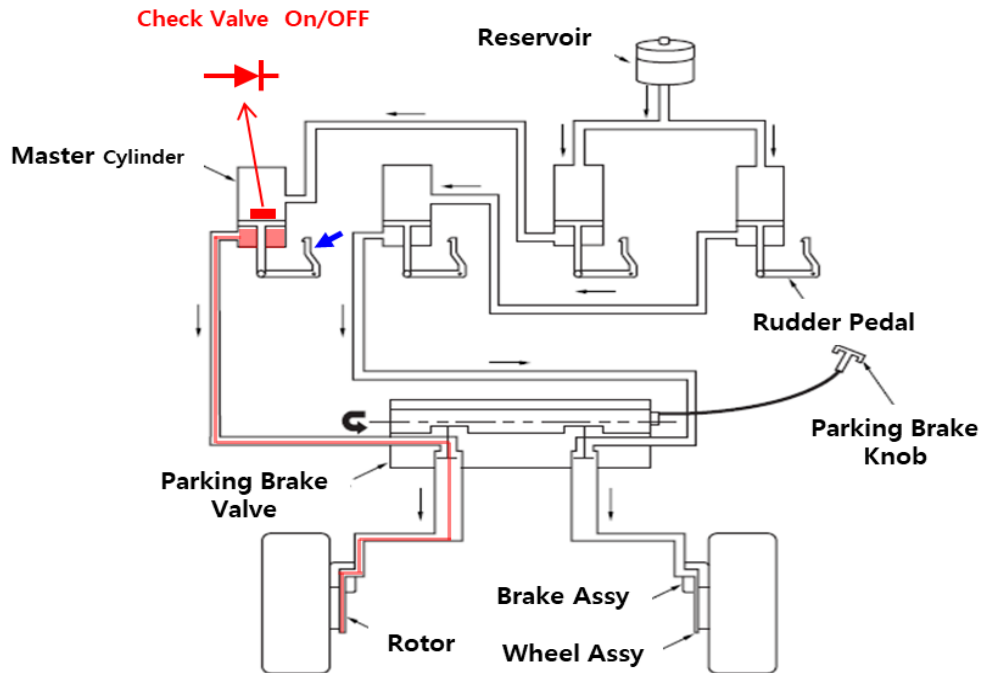 Check Valve On/OFF
Reservoir
Master Cylinder
Rudder Pedal
Parking Brake
Knob
Parking Brake
Valve
Brake Assy
Rotor
Wheel Assy